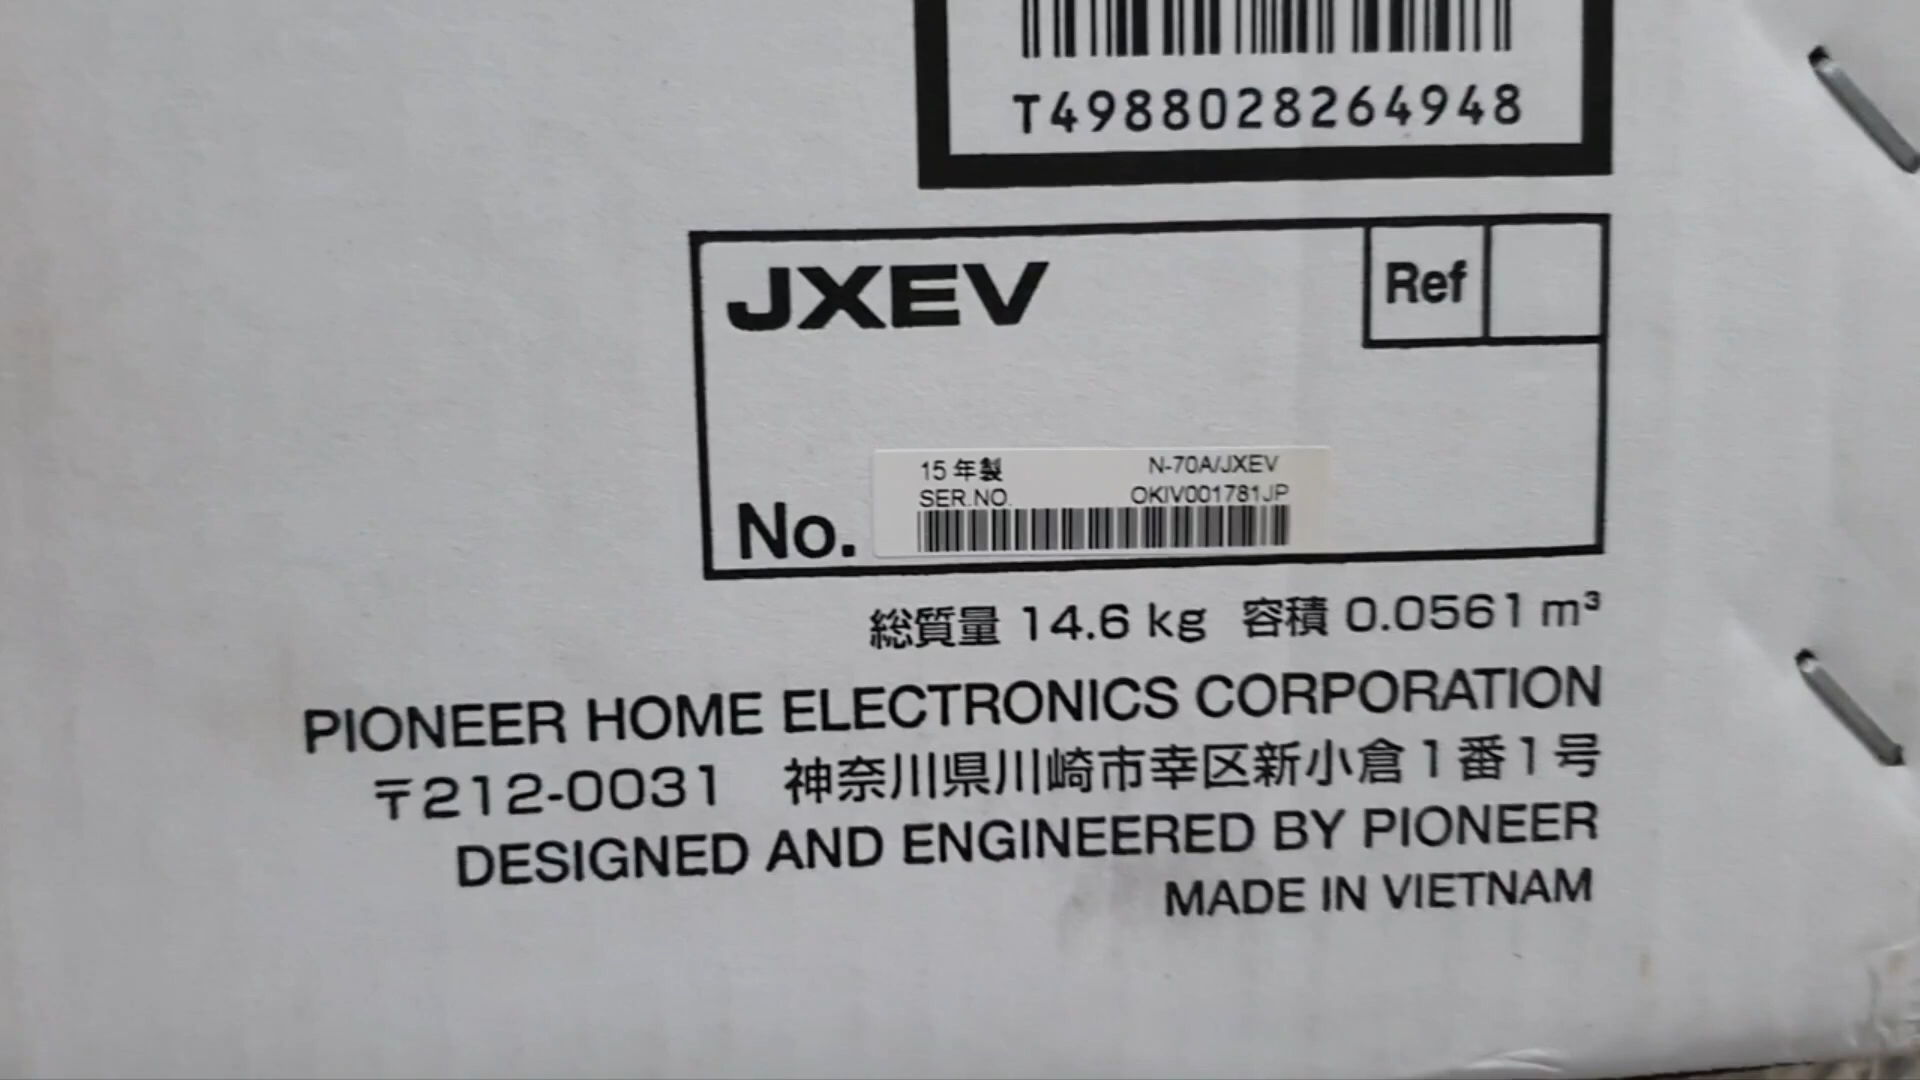 T4988028264948
JXEV
Ref
15年製 N-70A/JXEV
SER.NO. OKIV001781JP
No.
総質量 14.6 kg 容積 0.0561 m³
PIONEER HOME ELECTRONICS CORPORATION
〒212-0031 神奈川県川崎市幸区新小倉1番1号
DESIGNED AND ENGINEERED BY PIONEER
MADE IN VIETNAM